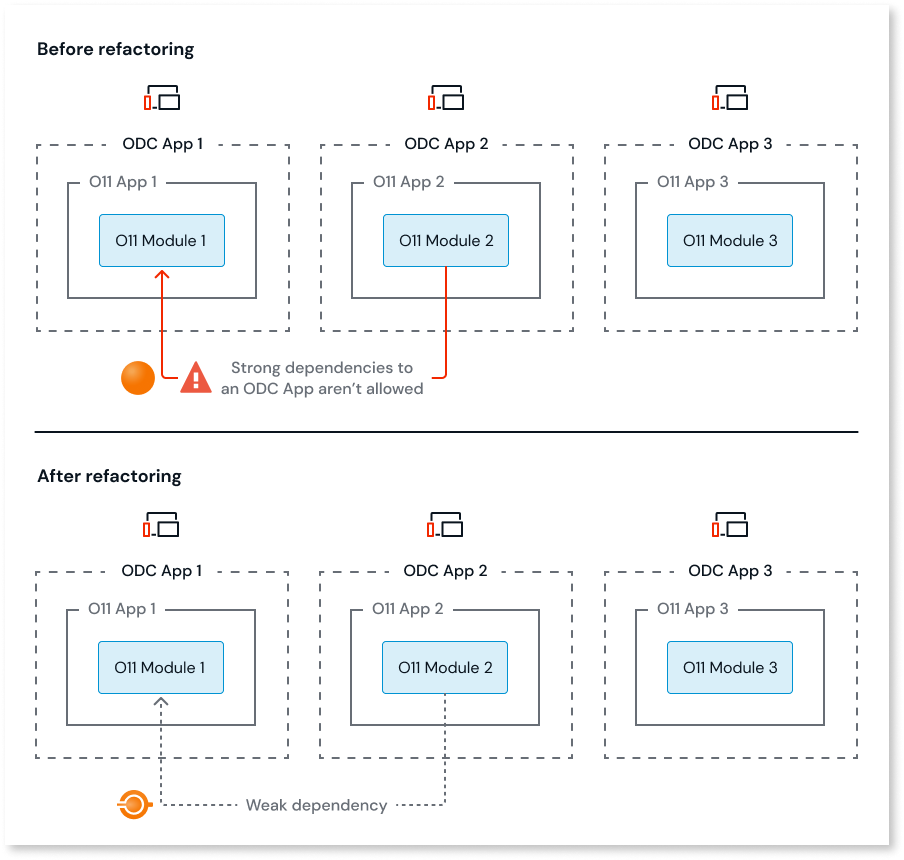 Before refactoring
ODC App 1
ODC App 2
ODC App 3
O11 App 1
O11 App 2
O11 App 3
O11 Module 1
O11 Module 2
O11 Module 3
Strong dependencies to
an ODC App aren’t allowed
After refactoring
ODC App 1
ODC App 2
ODC App 3
O11 App 1
O11 App 2
O11 App 3
O11 Module 1
O11 Module 2
O11 Module 3
Weak dependency